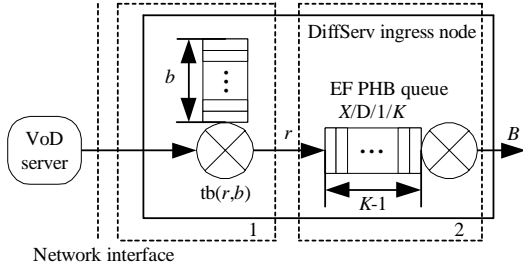 DiffServ ingress node
b
EF PHB queue
X/D/1/K
VoD
server
r
B
tb(r,b)
K-1
1
2
Network interface